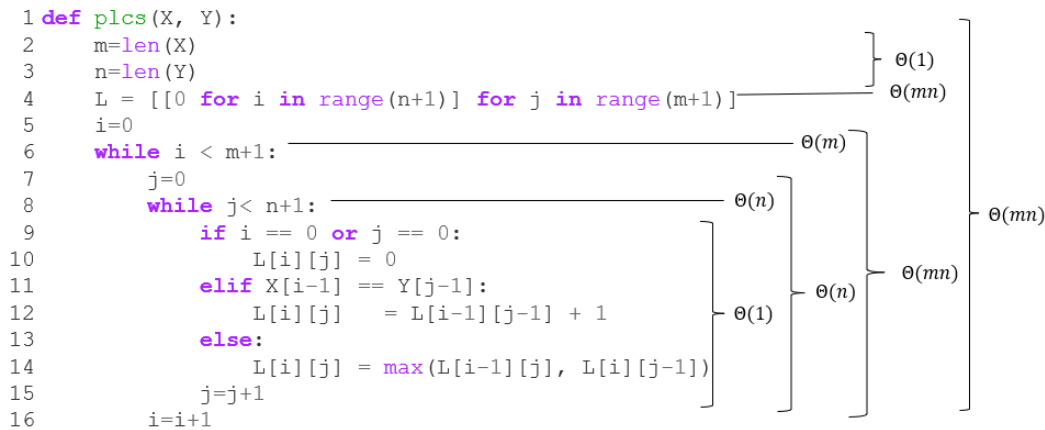 1 def plcs(X, Y):
2     m=len(X)
3     n=len(Y) Θ(1)
4     L = [[0 for i in range(n+1)] for j in range(m+1)] Θ(mn)
5     i=0
6     while i < m+1: Θ(m)
7         j=0
8         while j< n+1: Θ(n) Θ(mn)
9             if i == 0 or j == 0:
10                L[i][j] = 0
11            elif X[i-1] == Y[j-1]: Θ(mn)
12                L[i][j]   = L[i-1][j-1] + 1 Θ(1) Θ(n)
13            else:
14                L[i][j] = max(L[i-1][j], L[i][j-1])
15            j=j+1
16        i=i+1